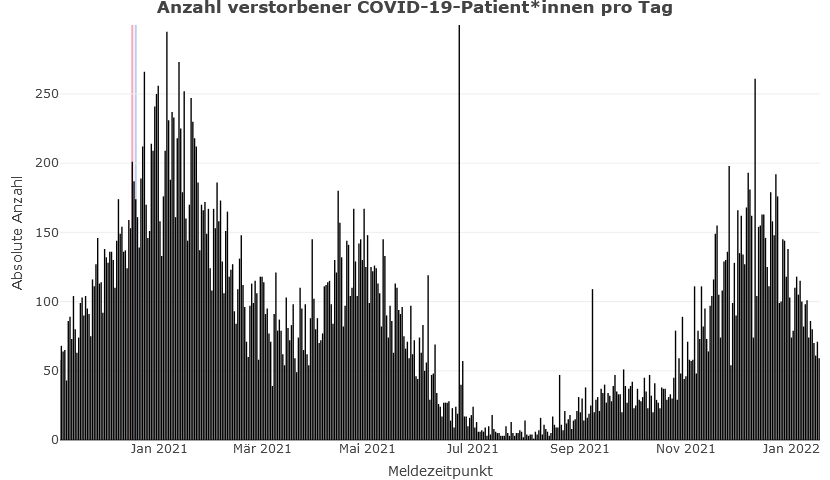 Anzahl verstorbener COVID-19-Patient*innen pro Tag
250
200
150
100
50
0
Absolute Anzahl
Jan 2021 Mär 2021 Mai 2021 Jul 2021 Sep 2021 Nov 2021 Jan 2022
Meldezeitpunkt